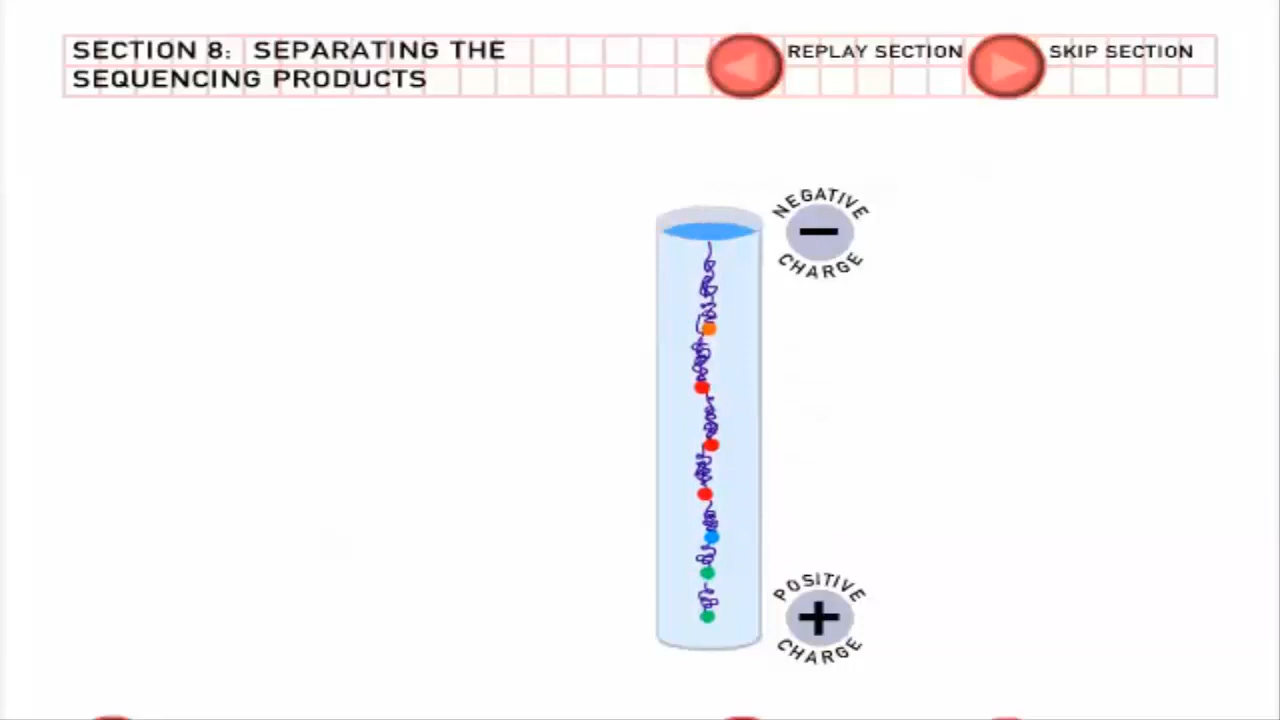 SECTION 8: SEPARATING THE
SEQUENCING PRODUCTS
REPLAY SECTION
SKIP SECTION
NEGATIVE
−
CHARGE
POSITIVE
+
CHARGE